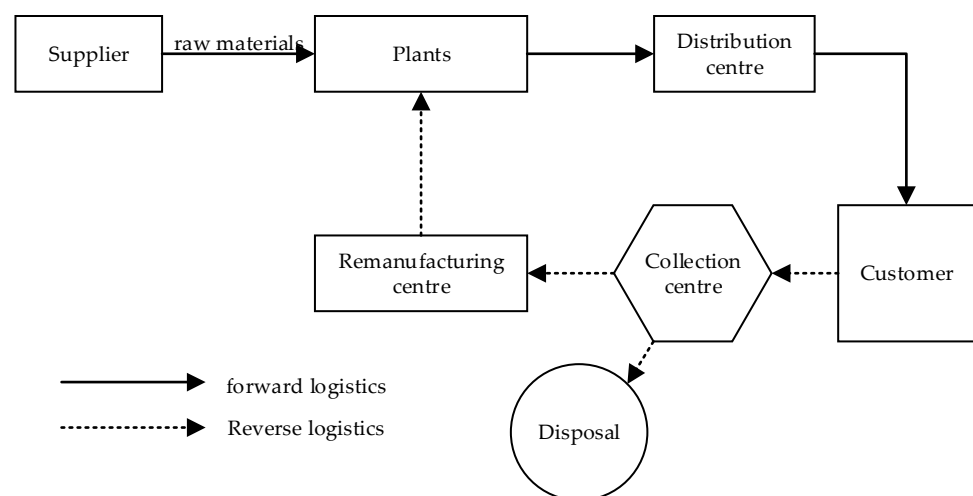 Supplier
raw materials
Plants
Distribution
centre
Remanufacturing
centre
Collection
centre
Customer
forward logistics
Reverse logistics
Disposal